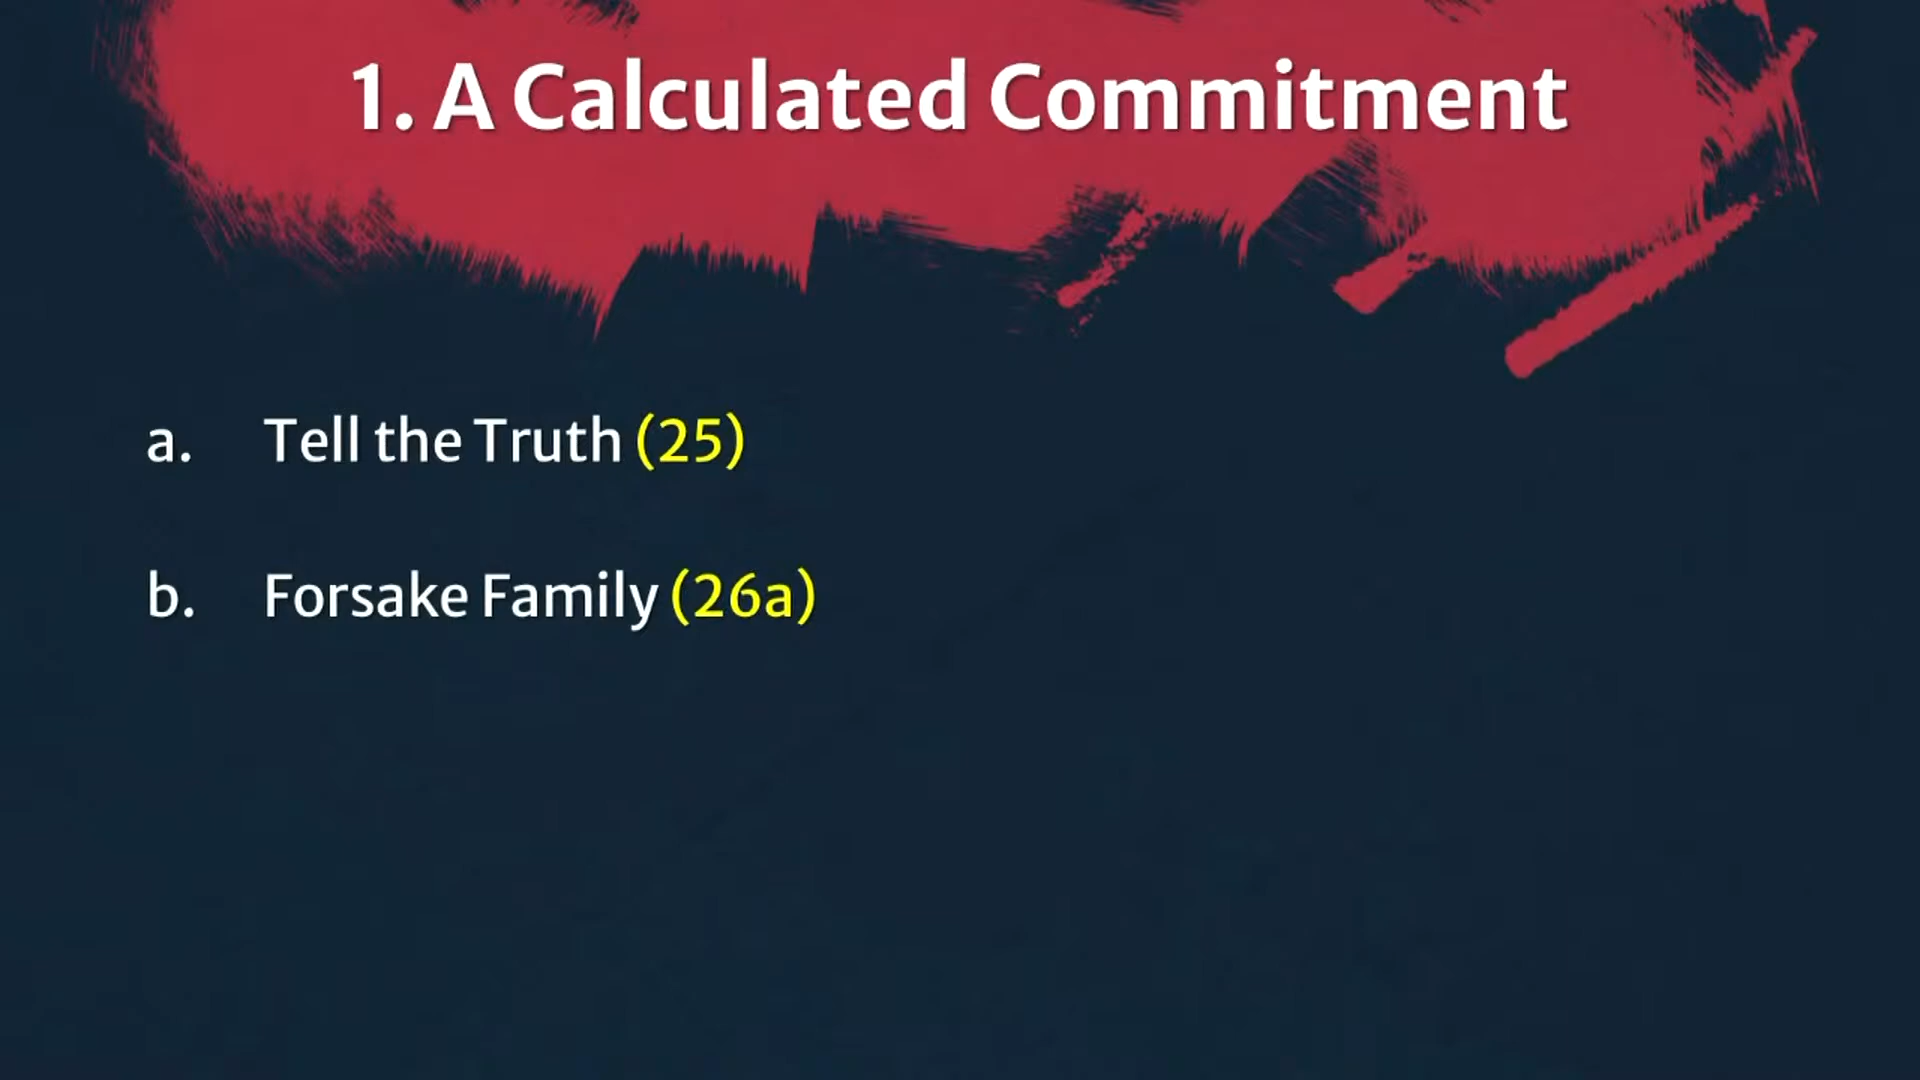 1. A Calculated Commitment
a. Tell the Truth (25)
b. Forsake Family (26a)